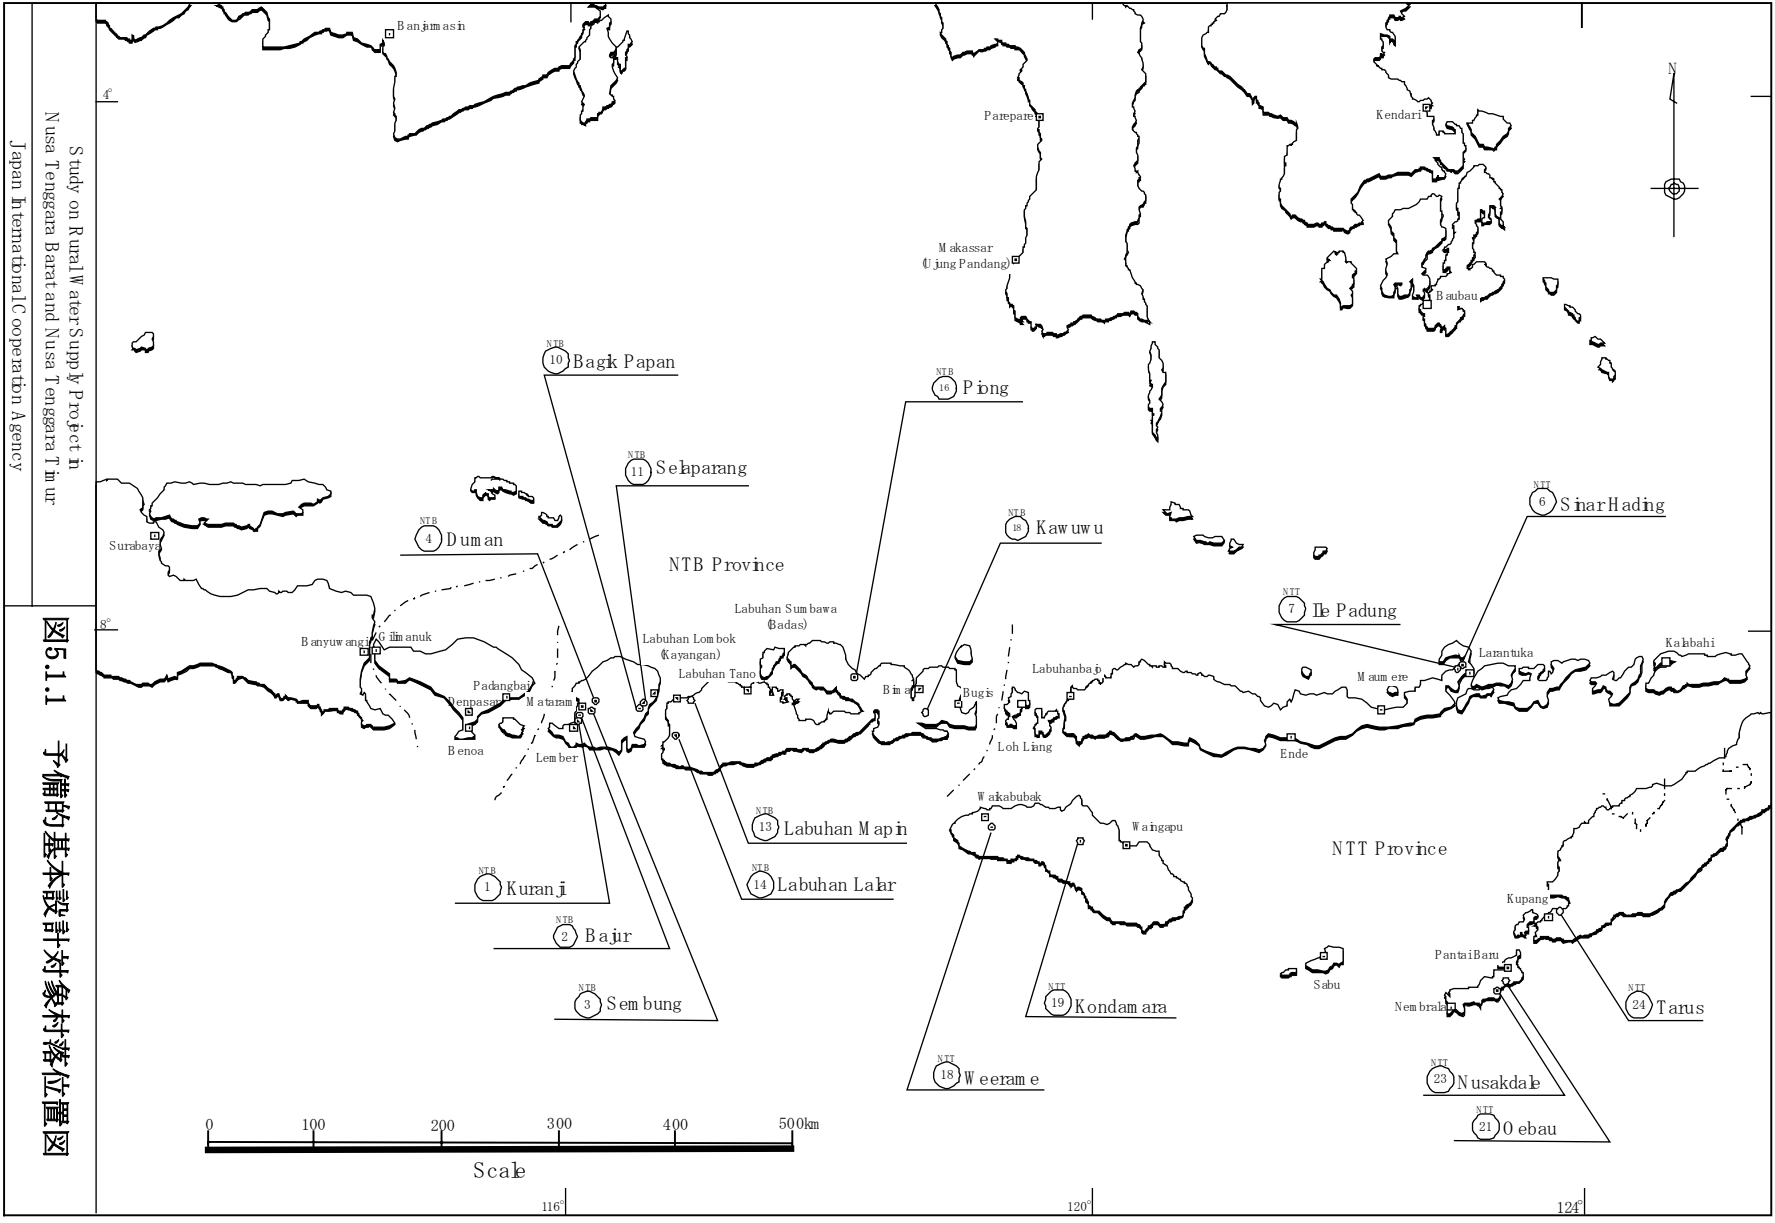 Study on Rural Water Supply Project in
Nusa Tenggara Barat and Nusa Tenggara Timur
Japan International Cooperation Agency
図5.1.1 予備的基本設計対象村落位置図
Banjarmasin
4°
Parepare
Kendari
N
Makassar
(Ujung Pandang)
Baubau
NTB
10 Bagik Papan
NTB
16 Piong
NTB
11 Selaparang
NTT
6 Sinar Hading
NTB
4 Duman
NTB
18 Kawuwu
Surabaya
NTB Province
NTT
7 Ile Padung
Labuhan Sumbawa
(Badas)
8°
Banyuwangi
Gilimanuk
Labuhan Lombok
(Kayangan)
Labuhan Tano
Labuhanbajo
Larantuka
Kalabahi
Maumere
Padangbai
Denpasar
Mataram
Bima
Bugis
Benoa
Lember
Loh Liang
Ende
Waikabubak
Waingapu
NTB
13 Labuhan Mapin
NTT Province
NTB
14 Labuhan Lalar
NTB
1 Kuranji
Kupang
NTB
2 Bajur
Pantai Baru
Sabu
NTB
3 Sembung
NTT
19 Kondamara
Nembrala
NTT
24 Tarus
NTT
18 Weerame
NTT
23 Nusakdale
NTT
21 Oebau
0 100 200 300 400 500km
Scale
116° 120° 124°